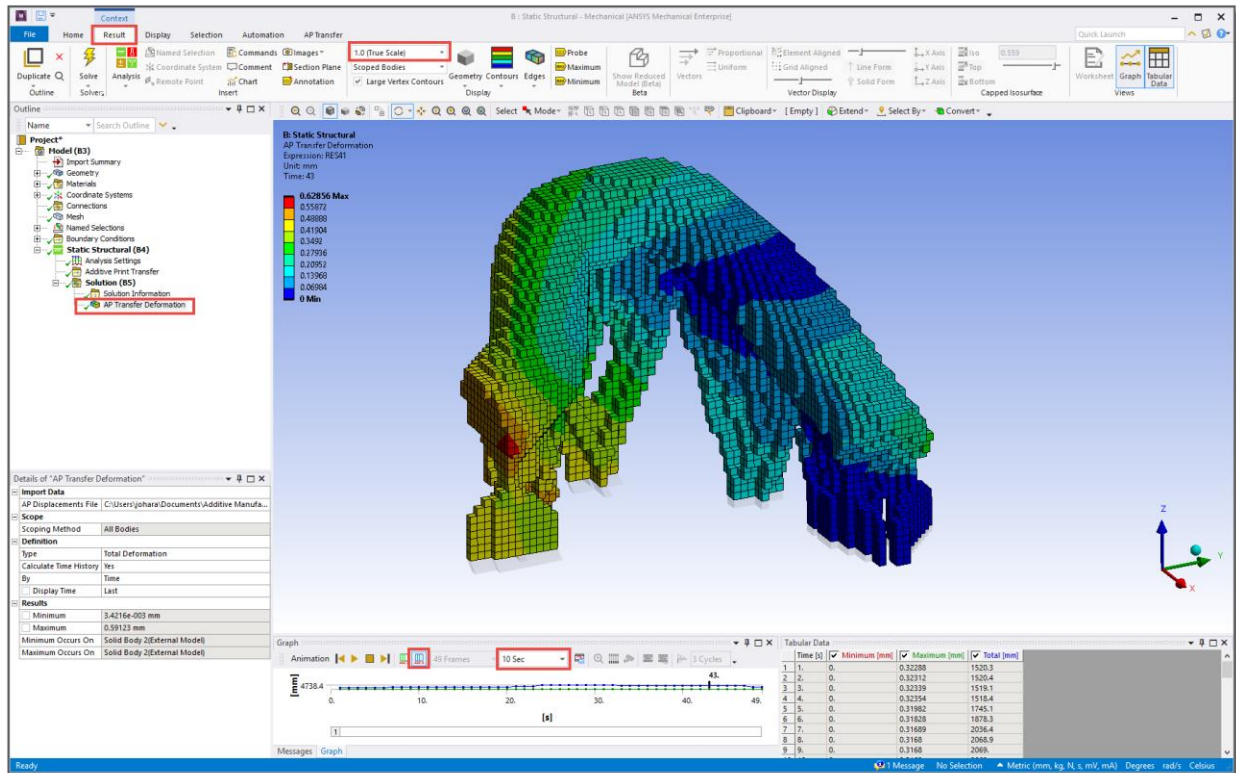 Context
B : Static Structural - Mechanical [ANSYS Mechanical Enterprise]
File Home Result Display Selection Automation AP Transfer
Quick Launch
Duplicate Q
Outline
Solve
Solver
Analysis
Named Selection
Coordinate System
Remote Point
Commands
Comment
Chart
Images
Section Plane
Annotation
Insert
1.0 (True Scale)
Scoped Bodies
Large Vertex Contours
Geometry Contours Edges
Display
Probe
Maximum
Minimum
Show Reduced
Model (Beta)
Beta
Vectors
Proportional
Uniform
Element Aligned
Grid Aligned
Line Form
Solid Form
X Axis
Y Axis
Z Axis
Vector Display
Iso 0.559
Top
Bottom
Capped Isosurface
Worksheet Graph Tabular
Data
Views
Outline
Name Search Outline
Project*
Model (B3)
Import Summary
Geometry
Materials
Coordinate Systems
Connections
Mesh
Named Selections
Boundary Conditions
Static Structural (B4)
Analysis Settings
Additive Print Transfer
Solution (B5)
Solution Information
AP Transfer Deformation
Select Mode Clipboard [ Empty ] Extend Select By Convert
B: Static Structural
AP Transfer Deformation
Expression: RES41
Unit: mm
Time: 43
0.62856 Max
0.55872
0.48888
0.41904
0.3492
0.27936
0.20952
0.13968
0.06984
0 Min
Z
Y
X
Details of "AP Transfer Deformation"
Import Data
AP Displacements File C:\Users\johara\Documents\Additive Manufa...
Scope
Scoping Method All Bodies
Definition
Type Total Deformation
Calculate Time History Yes
By Time
Display Time Last
Results
Minimum 3.4216e-003 mm
Maximum 0.59123 mm
Minimum Occurs On Solid Body 2(External Model)
Maximum Occurs On Solid Body 2(External Model)
Graph
Animation 49 Frames 10 Sec 3 Cycles
43.
[mm] 4738.4
0. 10. 20. 30. 40. 49.
[s]
1
Messages Graph
Tabular Data
Time [s] Minimum [mm] Maximum [mm] Total [mm]
1 1. 0. 0.32288 1520.3
2 2. 0. 0.32312 1520.4
3 3. 0. 0.32339 1519.1
4 4. 0. 0.32354 1518.4
5 5. 0. 0.31982 1745.1
6 6. 0. 0.31828 1878.3
7 7. 0. 0.31689 2036.4
8 8. 0. 0.3168 2068.9
9 9. 0. 0.3168 2069.
Ready
1 Message No Selection Metric (mm, kg, N, s, mV, mA) Degrees rad/s Celsius